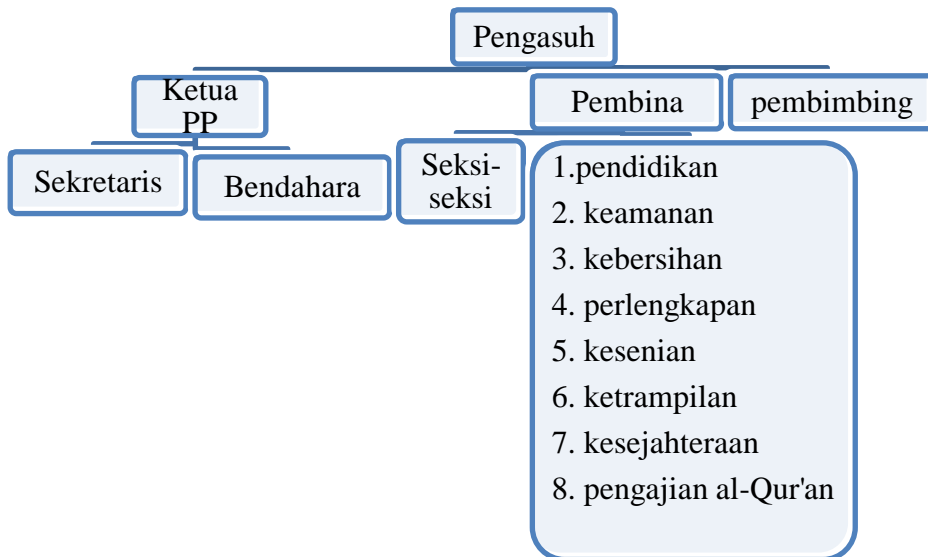 Pengasuh
Ketua
PP
Pembina
pembimbing
Sekretaris
Bendahara
Seksi-
seksi
1.pendidikan
2. keamanan
3. kebersihan
4. perlengkapan
5. kesenian
6. ketrampilan
7. kesejahteraan
8. pengajian al-Qur'an